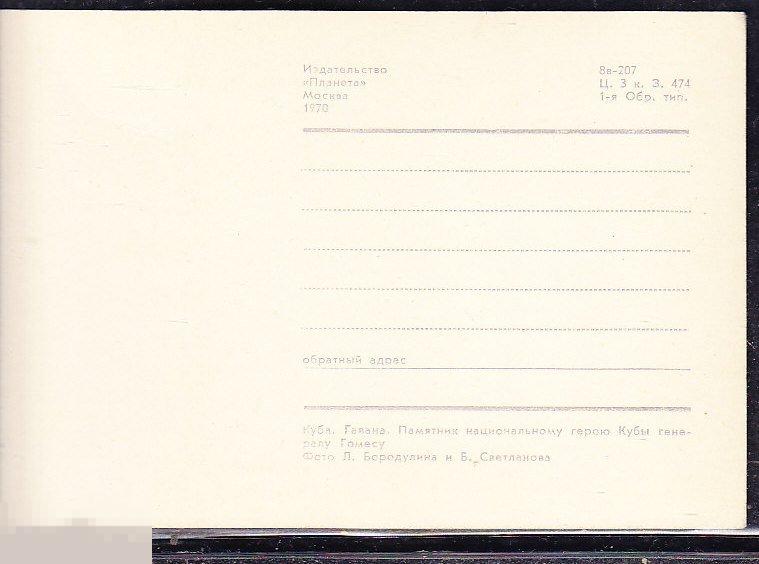 Издательство
«Планета»
Москва
1970
8в-207
Ц. 3 к. З. 474
1-я Обр. тип.
обратный адрес
Куба. Гавана. Памятник национальному герою Кубы гене-
ралу Гомесу
Фото Л. Бородулина и Б. Светланова